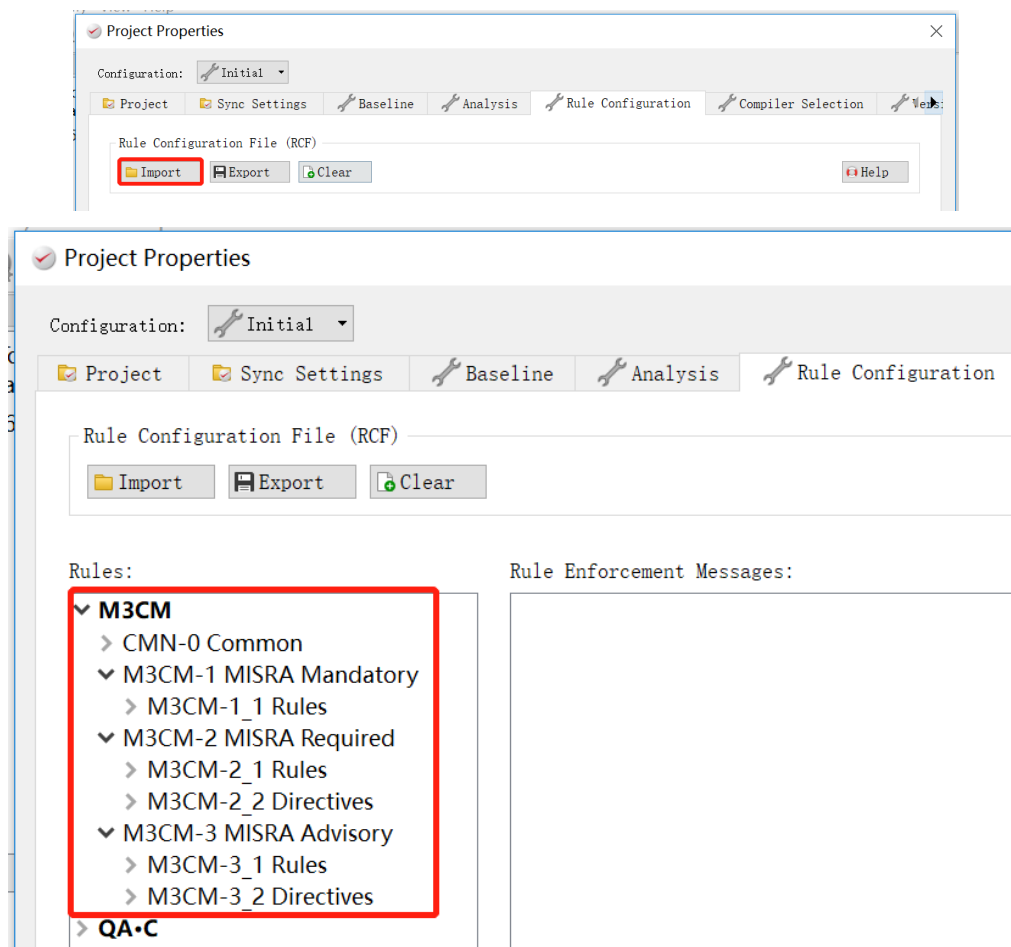 Project Properties
Configuration: Initial
Project Sync Settings Baseline Analysis Rule Configuration Compiler Selection
Rule Configuration File (RCF)
Import Export Clear Help
Project Properties
Configuration: Initial
Project Sync Settings Baseline Analysis Rule Configuration
Rule Configuration File (RCF)
Import Export Clear
Rules: Rule Enforcement Messages:
M3CM
CMN-0 Common
M3CM-1 MISRA Mandatory
M3CM-1_1 Rules
M3CM-2 MISRA Required
M3CM-2_1 Rules
M3CM-2_2 Directives
M3CM-3 MISRA Advisory
M3CM-3_1 Rules
M3CM-3_2 Directives
QA·C